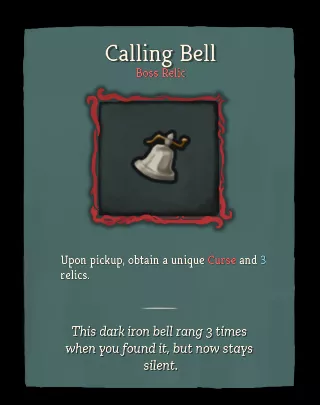 Calling Bell
Boss Relic
Upon pickup, obtain a unique Curse and 3
relics.
This dark iron bell rang 3 times
when you found it, but now stays
silent.